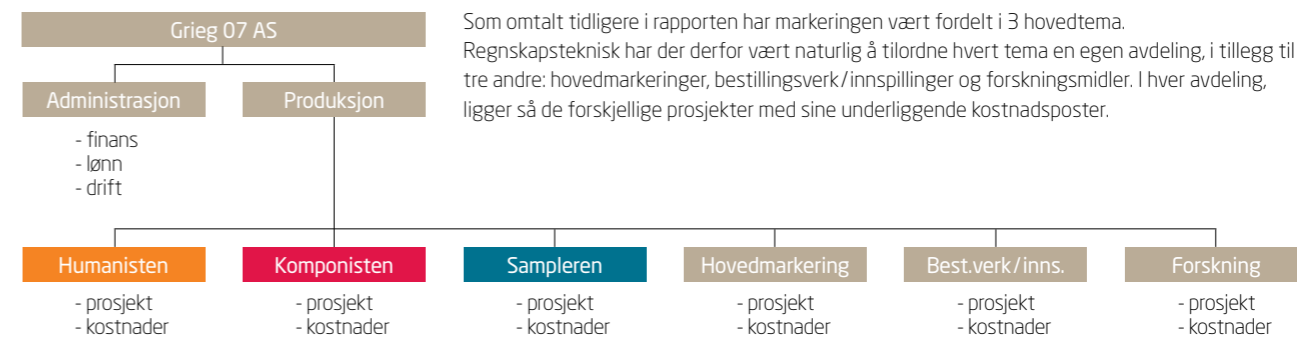 Grieg 07 AS
Administrasjon
Produksjon
- finans
- lønn
- drift
Som omtalt tidligere i rapporten har markeringen vært fordelt i 3 hovedtema.
Regnskapsteknisk har der derfor vært naturlig å tilordne hvert tema en egen avdeling, i tillegg til
tre andre: hovedmarkeringer, bestillingsverk/innspillinger og forskningsmidler. I hver avdeling,
ligger så de forskjellige prosjekter med sine underliggende kostnadsposter.
Humanisten
- prosjekt
- kostnader
Komponisten
- prosjekt
- kostnader
Sampleren
- prosjekt
- kostnader
Hovedmarkering
- prosjekt
- kostnader
Best.verk/inns.
- prosjekt
- kostnader
Forskning
- prosjekt
- kostnader